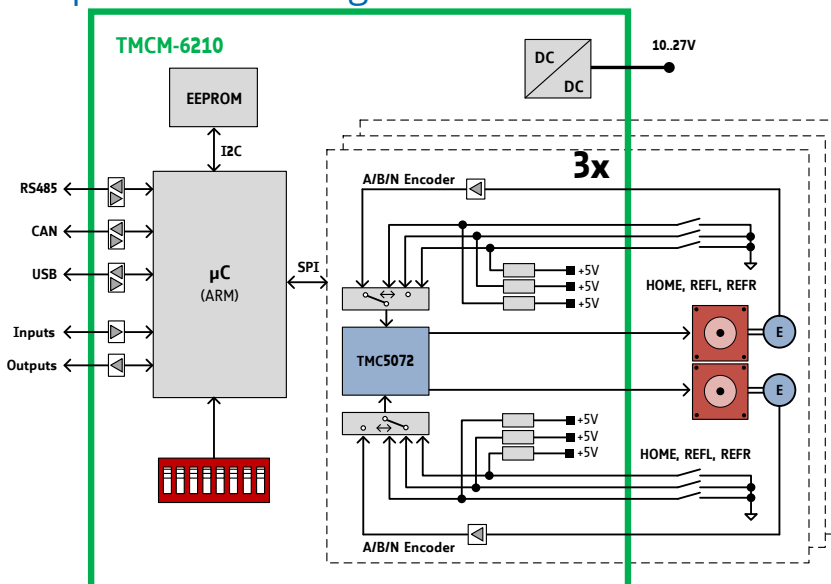 TMCM-6210
DC
DC
10..27V
EEPROM
I2C
3x
A/B/N Encoder
RS485
CAN
USB
Inputs
Outputs
µC
(ARM)
SPI
+5V
+5V
+5V
HOME, REFL, REFR
TMC5072
E
E
+5V
+5V
+5V
HOME, REFL, REFR
A/B/N Encoder